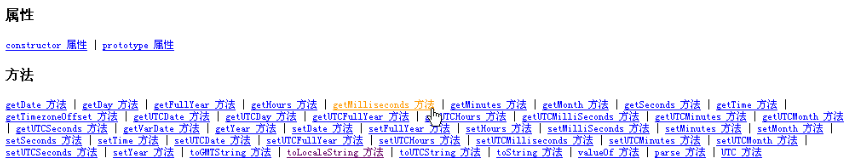 属性
constructor 属性 | prototype 属性
方法
getDate 方法 | getDay 方法 | getFullYear 方法 | getHours 方法 | getMilliseconds 方法 | getMinutes 方法 | getMonth 方法 | getSeconds 方法 | getTime 方法 |
getTimezoneOffset 方法 | getUTCDate 方法 | getUTCDay 方法 | getUTCFullYear 方法 | getUTCHours 方法 | getUTCMilliSeconds 方法 | getUTCMinutes 方法 | getUTCMonth 方法
| getUTCSeconds 方法 | getVarDate 方法 | getYear 方法 | setDate 方法 | setFullYear 方法 | setHours 方法 | setMilliSeconds 方法 | setMinutes 方法 | setMonth 方法 |
setSeconds 方法 | setTime 方法 | setUTCDate 方法 | setUTCFullYear 方法 | setUTCHours 方法 | setUTCMilliseconds 方法 | setUTCMinutes 方法 | setUTCMonth 方法 |
setUTCSeconds 方法 | setYear 方法 | toGMTString 方法 | toLocaleString 方法 | toUTCString 方法 | toString 方法 | valueOf 方法 | parse 方法 | UTC 方法